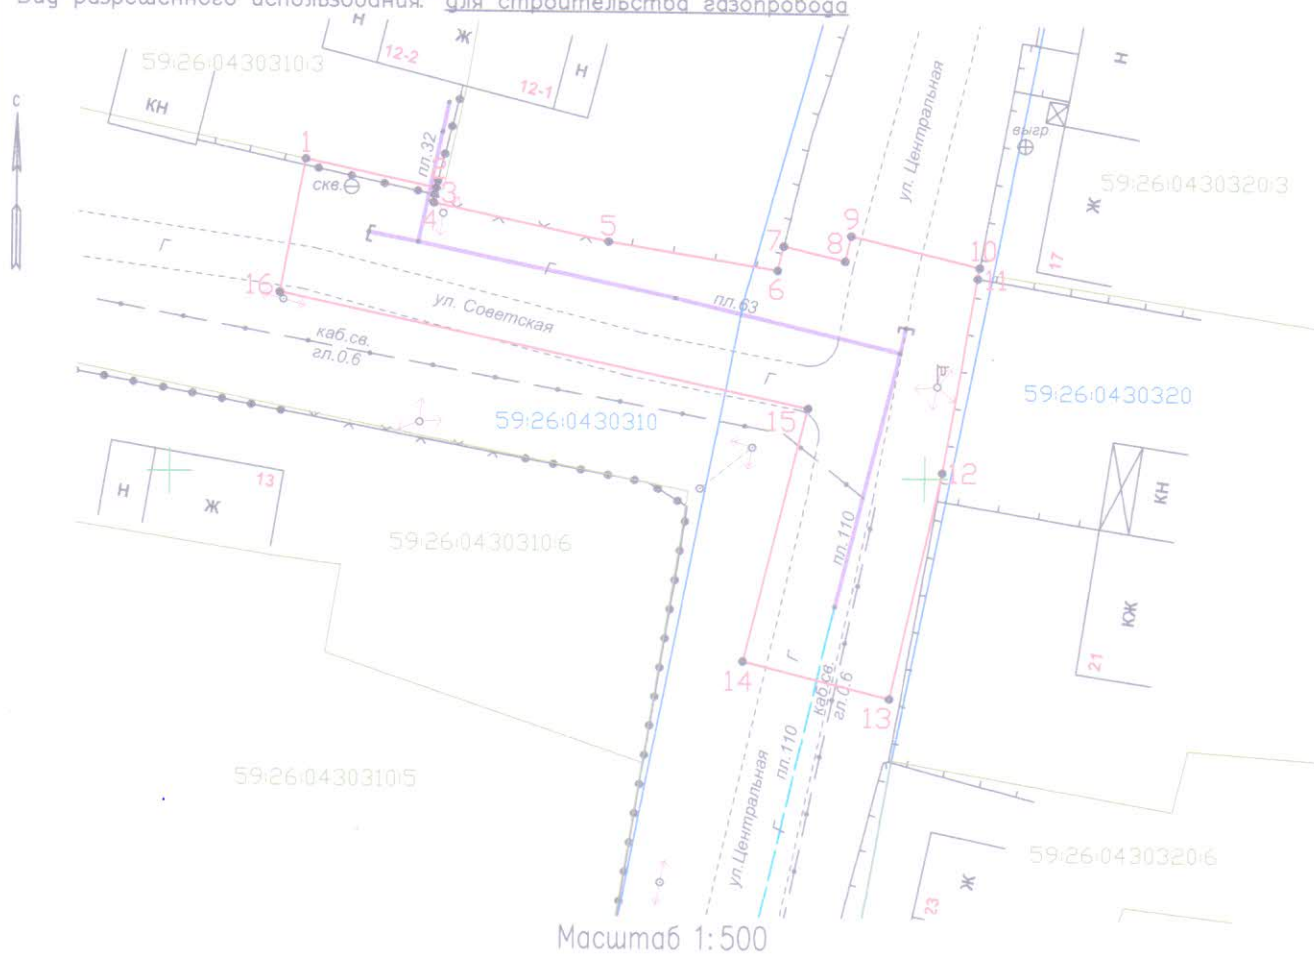 Вид разрешенного использования: для строительства газопровода
Н
Ж
12-2
12-1
Н
59:26:0430310:3
КН
С
1
пл.32
скв.
3
4
5
6
7
8
9
10
11
ул. Центральная
выгр.
Н
59:26:0430320:3
Ж
17
Г
16
ул. Советская
Г
пл.63
каб.св.
гл.0.6
Г
15
59:26:0430310
59:26:0430320
12
13
Н
Ж
КН
пл.110
59:26:0430310:6
КЖ
21
14
Г
каб.св.
гл.0.6
13
59:26:0430310:5
ул.Центральная
пл.110
Г
59:26:0430320:6
Ж
23
Г
Масштаб 1:500